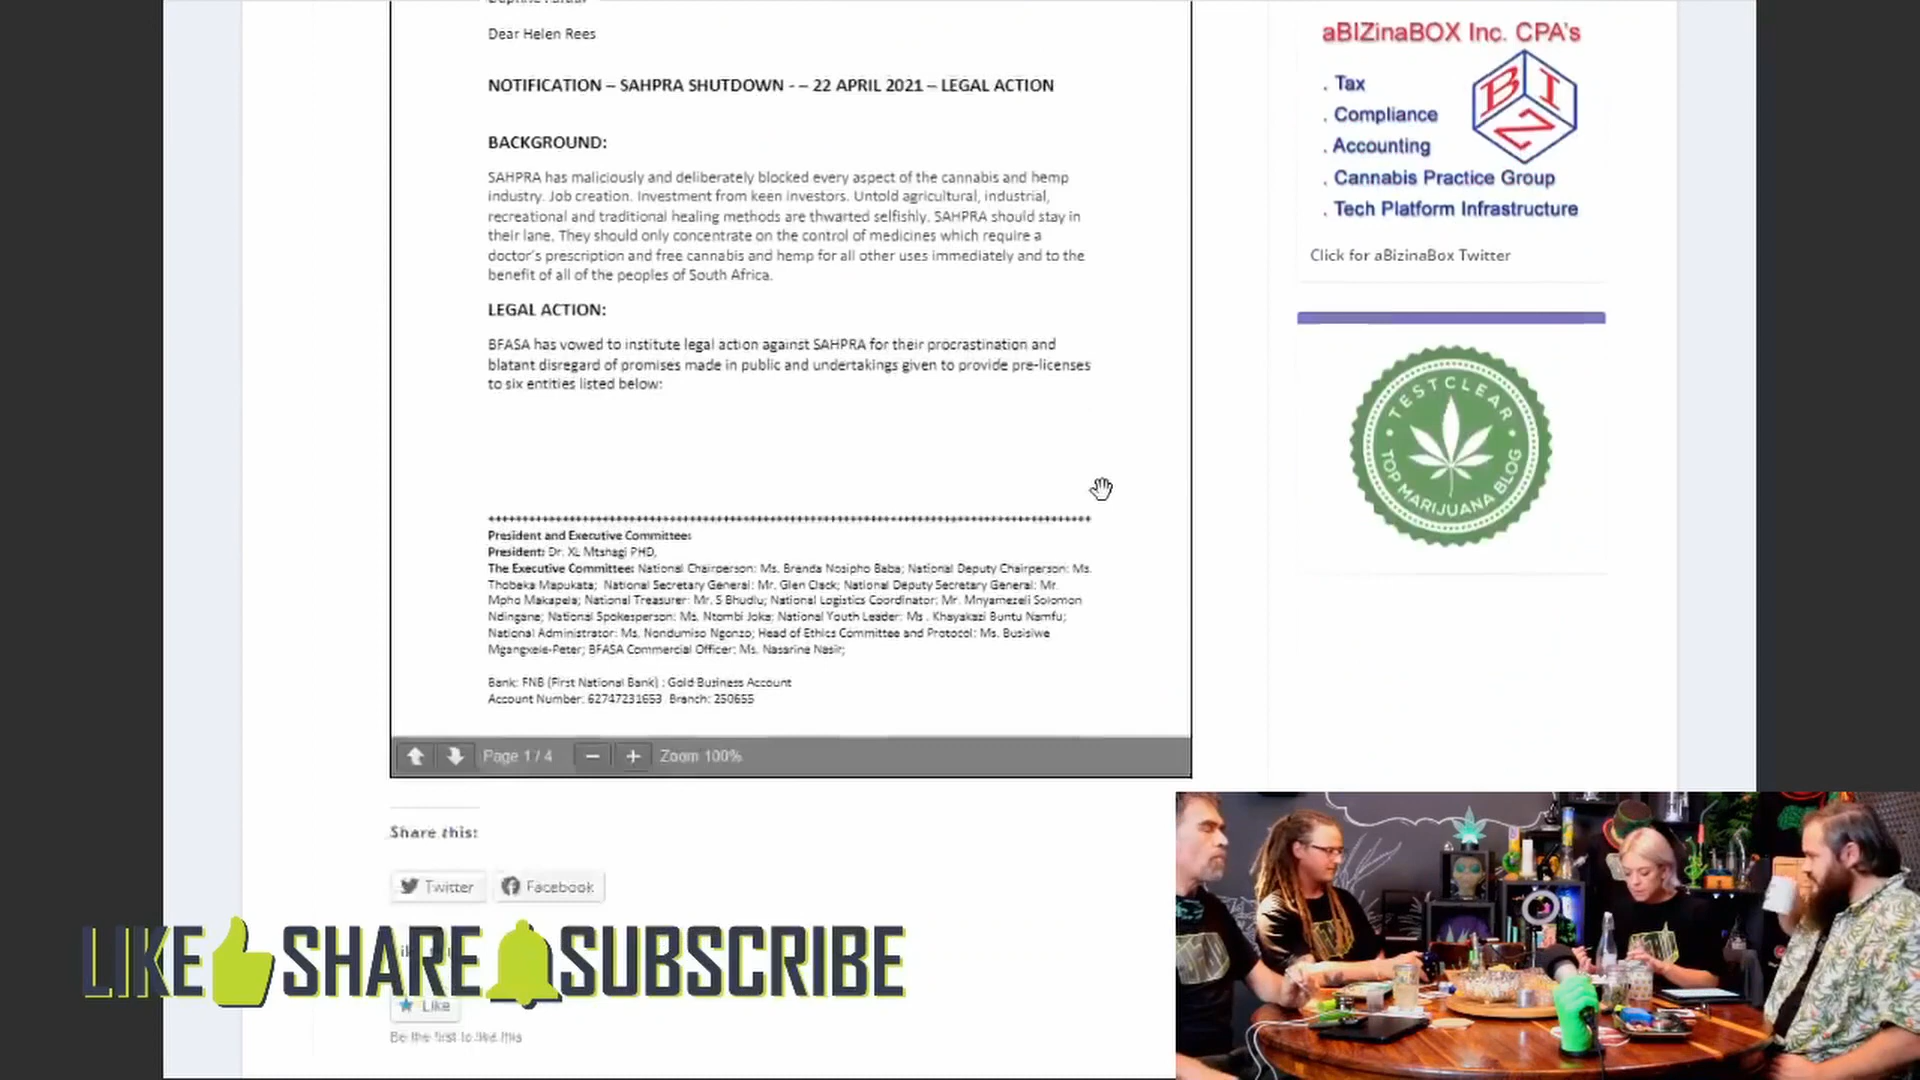 Dear Helen Rees
NOTIFICATION – SAHPRA SHUTDOWN - – 22 APRIL 2021 – LEGAL ACTION
BACKGROUND:
SAHPRA has maliciously and deliberately blocked every aspect of the cannabis and hemp
industry. Job creation. Investment from keen investors. Untold agricultural, industrial,
recreational and traditional healing methods are thwarted selfishly. SAHPRA should stay in
their lane. They should only concentrate on the control of medicines which require a
doctor's prescription and free cannabis and hemp for all other uses immediately and to the
benefit of all of the peoples of South Africa.
LEGAL ACTION:
BFASA has vowed to institute legal action against SAHPRA for their procrastination and
blatant disregard of promises made in public and undertakings given to provide pre-licenses
to six entities listed below:
President and Executive Committee:
President: Dr. XL Mtshagi PHD,
The Executive Committee: National Chairperson: Ms. Brenda Nosipho Baba; National Deputy Chairperson: Ms.
Thobeka Mapukata; National Secretary General: Mr. Glen Clack; National Deputy Secretary General: Mr.
Mpho Makapela; National Treasurer: Mr. S Bhudlu; National Logistics Coordinator: Mr. Mnyamezeli Solomon
Ndingane; National Spokesperson: Ms. Ntombi Joka; National Youth Leader: Ms . Khayakazi Buntu Namfu;
National Administrator: Ms. Nondumiso Ngonzo; Head of Ethics Committee and Protocol: Ms. Busisiwe
Mgangxele-Peter; BFASA Commercial Officer: Ms. Nasarine Nasir;
Bank: FNB (First National Bank) : Gold Business Account
Account Number: 62747231653 Branch: 250655
Page 1 / 4
Zoom 100%
Share this:
Twitter
Facebook
LIKE SHARE SUBSCRIBE
Like
Be the first to like this
aBIZinaBOX Inc. CPA's
. Tax
. Compliance
. Accounting
. Cannabis Practice Group
. Tech Platform Infrastructure
BIZ
Click for aBizinaBox Twitter
TESTCLEAR
TOP MARIJUANA BLOG